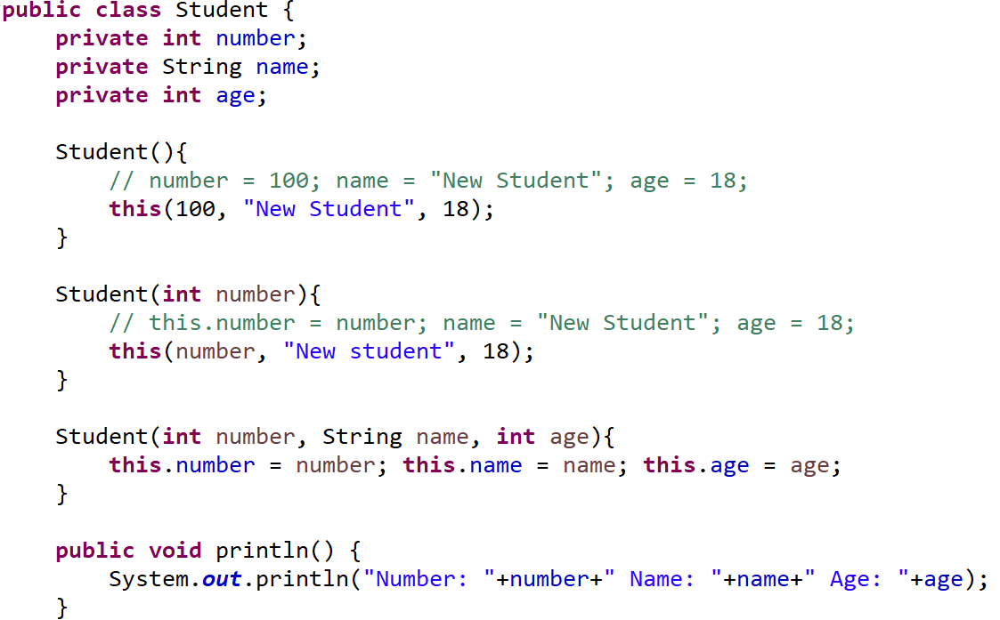 public class Student {
    private int number;
    private String name;
    private int age;

    Student(){
        // number = 100; name = "New Student"; age = 18;
        this(100, "New Student", 18);
    }

    Student(int number){
        // this.number = number; name = "New Student"; age = 18;
        this(number, "New student", 18);
    }

    Student(int number, String name, int age){
        this.number = number; this.name = name; this.age = age;
    }

    public void println() {
        System.out.println("Number: "+number+" Name: "+name+" Age: "+age);
    }